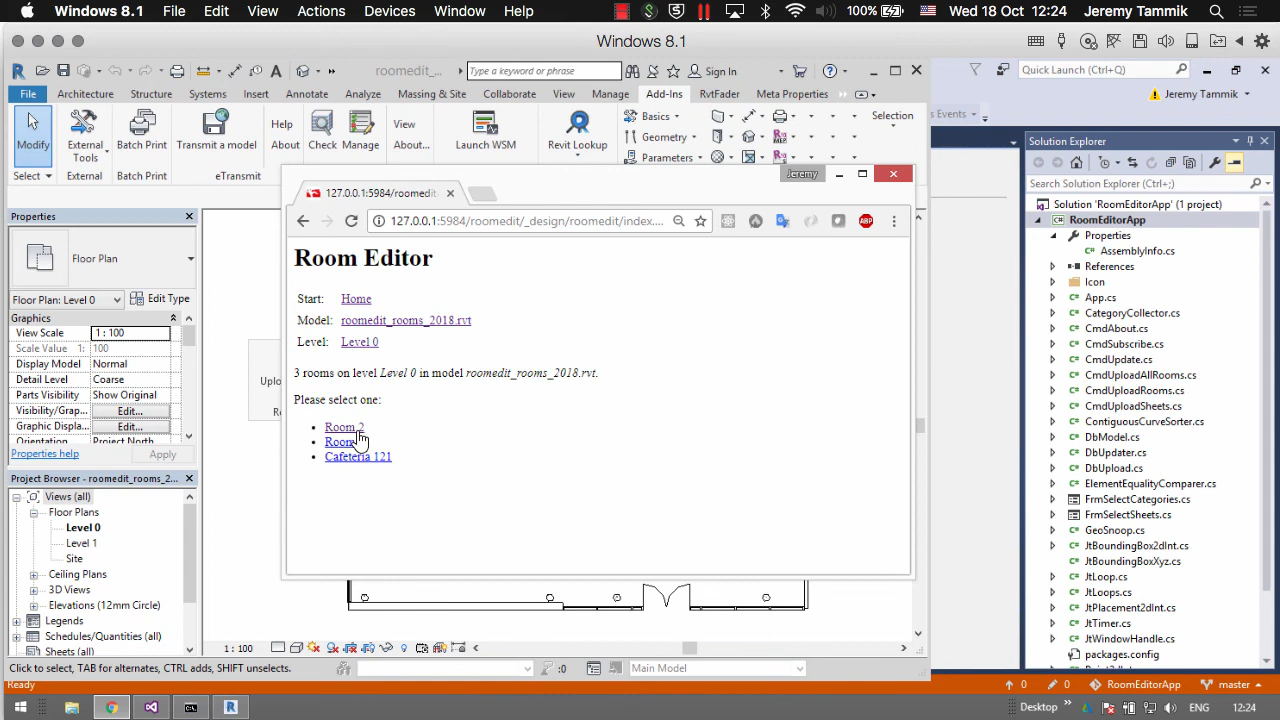 Finder File Edit View Actions Devices Window Help 100% Wed 18 Oct 12:24 Jeremy Tammik
Windows 8.1
roomedit_... Type a keyword or phrase Sign In Quick Launch (Ctrl+Q)
File Architecture Structure Systems Insert Annotate Analyze Massing & Site Collaborate View Manage Add-Ins RvtFader Meta Properties Jeremy Tammik
Modify External Tools Batch Print Transmit a model Help About Check Manage View About... Launch WSM Revit Lookup Basics Geometry Parameters Selection
s Events
Select External Batch Print eTransmit
Solution Explorer
Search Solution Explorer (Ctrl+;)
Solution 'RoomEditorApp' (1 project)
RoomEditorApp
Properties
AssemblyInfo.cs
References
Icon
App.cs
CategoryCollector.cs
CmdAbout.cs
CmdSubscribe.cs
CmdUpdate.cs
CmdUploadAllRooms.cs
CmdUploadRooms.cs
CmdUploadSheets.cs
ContiguousCurveSorter.cs
DbModel.cs
DbUpdater.cs
DbUpload.cs
ElementEqualityComparer.cs
FrmSelectCategories.cs
FrmSelectSheets.cs
GeoSnoop.cs
JtBoundingBox2dInt.cs
JtBoundingBoxXyz.cs
JtLoop.cs
JtLoops.cs
JtPlacement2dInt.cs
JtTimer.cs
JtWindowHandle.cs
packages.config
Properties
Floor Plan
Floor Plan: Level 0 Edit Type
Graphics
View Scale 1 : 100
Scale Value 1: 100
Display Model Normal
Detail Level Coarse
Parts Visibility Show Original
Visibility/Grap... Edit...
Graphic Displa... Edit...
Orientation Project North
Properties help Apply
Project Browser - roomedit_rooms_2...
Views (all)
Floor Plans
Level 0
Level 1
Site
Ceiling Plans
3D Views
Elevations (12mm Circle)
Legends
Schedules/Quantities (all)
Sheets (all)
Jeremy
127.0.0.1:5984/roomedit
127.0.0.1:5984/roomedit/_design/roomedit/index....
ABP
Room Editor
Start: Home
Model: roomedit_rooms_2018.rvt
Level: Level 0
3 rooms on level Level 0 in model roomedit_rooms_2018.rvt.
Please select one:
Room 2
Room
Cafeteria 121
Uplo
1 : 100
Click to select, TAB for alternates, CTRL adds, SHIFT unselects. :0 Main Model
Ready 0 0 RoomEditorApp master
Desktop ENG 12:24